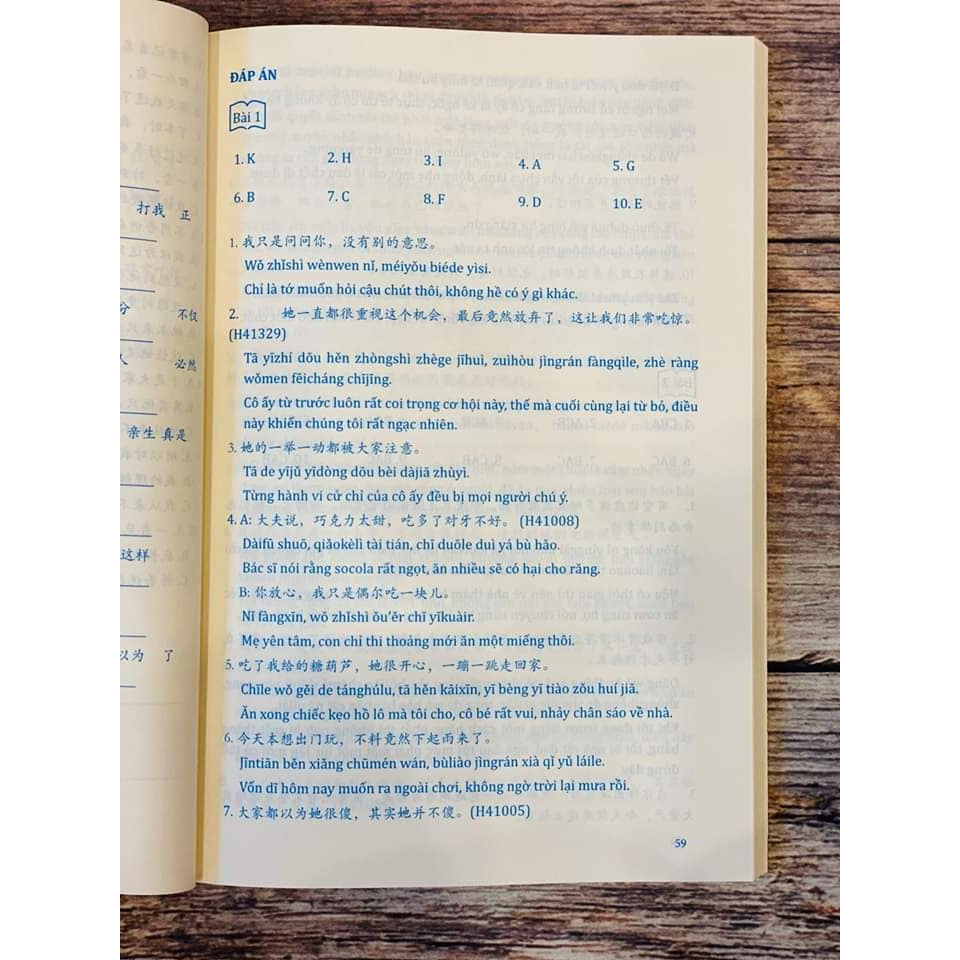 打我 正
分 不仅
必然
亲生 真是
这样
以为 了
ĐÁP ÁN
Bài 1
1. K 2. H 3. I 4. A 5. G
6. B 7. C 8. F 9. D 10. E
1. 我只是问问你，没有别的意思。
Wǒ zhǐshì wènwen nǐ, méiyǒu biéde yìsi.
Chỉ là tớ muốn hỏi cậu chút thôi, không hề có ý gì khác.
2. 她一直都很重视这个机会，最后竟然放弃了，这让我们非常吃惊。
(H41329)
Tā yīzhí dōu hěn zhòngshì zhège jīhuì, zuìhòu jìngrán fàngqìle, zhè ràng
wǒmen fēicháng chījīng.
Cô ấy từ trước luôn rất coi trọng cơ hội này, thế mà cuối cùng lại từ bỏ, điều
này khiến chúng tôi rất ngạc nhiên.
3. 她的一举一动都被大家注意。
Tā de yījǔ yīdòng dōu bèi dàjiā zhùyì.
Từng hành vi cử chỉ của cô ấy đều bị mọi người chú ý.
4. A: 大夫说，巧克力太甜，吃多了对牙不好。 (H41008)
Dàifū shuō, qiǎokèlì tài tián, chī duōle duì yá bù hǎo.
Bác sĩ nói rằng socola rất ngọt, ăn nhiều sẽ có hại cho răng.
B: 你放心，我只是偶尔吃一块儿。
Nǐ fàngxīn, wǒ zhǐshì ǒu’ěr chī yīkuàir.
Mẹ yên tâm, con chỉ thi thoảng mới ăn một miếng thôi.
5. 吃了我给的糖葫芦，她很开心，一蹦一跳走回家。
Chīle wǒ gěi de tánghúlu, tā hěn kāixīn, yī bèng yī tiào zǒu huí jiā.
Ăn xong chiếc kẹo hồ lô mà tôi cho, cô bé rất vui, nhảy chân sáo về nhà.
6. 今天本想出门玩，不料竟然下起雨来了。
Jīntiān běn xiǎng chūmén wán, bùliào jìngrán xià qǐ yǔ láile.
Vốn dĩ hôm nay muốn ra ngoài chơi, không ngờ trời lại mưa rồi.
7. 大家都以为她很傻，其实她并不傻。(H41005)
59